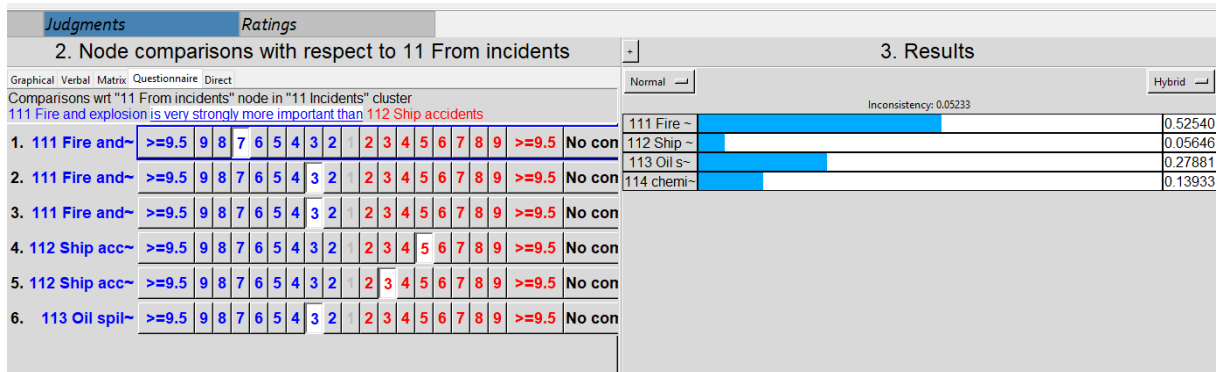 Judgments Ratings
2. Node comparisons with respect to 11 From incidents
+ 3. Results
Graphical Verbal Matrix Questionnaire Direct
Normal Hybrid
Comparisons wrt "11 From incidents" node in "11 Incidents" cluster
111 Fire and explosion is very strongly more important than 112 Ship accidents
Inconsistency: 0.05233
1. 111 Fire and~ >=9.5 9 8 7 6 5 4 3 2 1 2 3 4 5 6 7 8 9 >=9.5 No con
2. 111 Fire and~ >=9.5 9 8 7 6 5 4 3 2 1 2 3 4 5 6 7 8 9 >=9.5 No con
3. 111 Fire and~ >=9.5 9 8 7 6 5 4 3 2 1 2 3 4 5 6 7 8 9 >=9.5 No con
4. 112 Ship acc~ >=9.5 9 8 7 6 5 4 3 2 1 2 3 4 5 6 7 8 9 >=9.5 No con
5. 112 Ship acc~ >=9.5 9 8 7 6 5 4 3 2 1 2 3 4 5 6 7 8 9 >=9.5 No con
6. 113 Oil spil~ >=9.5 9 8 7 6 5 4 3 2 1 2 3 4 5 6 7 8 9 >=9.5 No con
111 Fire ~ 0.52540
112 Ship ~ 0.05646
113 Oil s~ 0.27881
114 chemi~ 0.13933